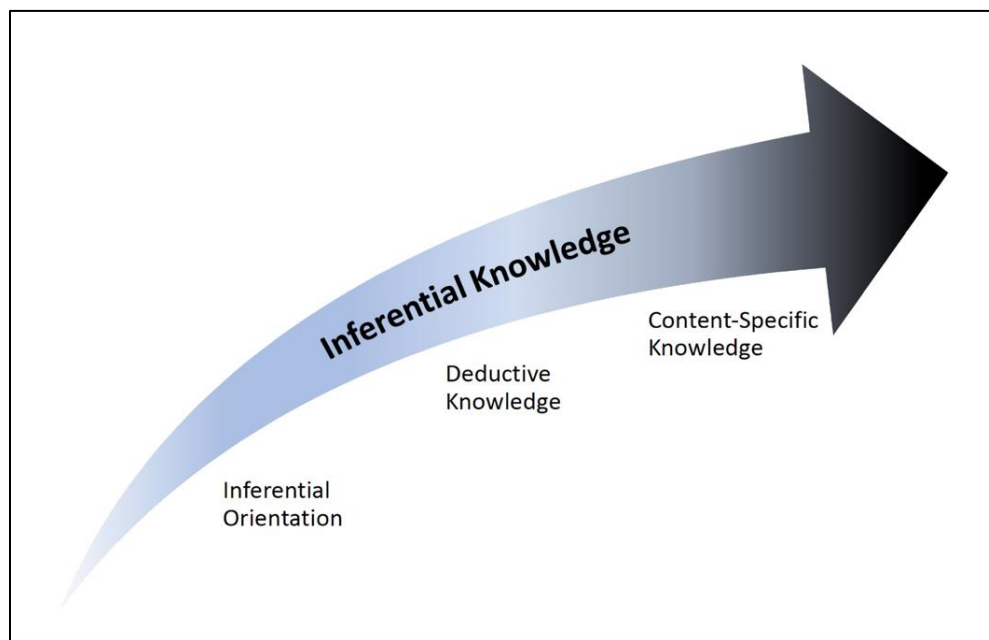 Inferential Knowledge
Content-Specific
Knowledge
Deductive
Knowledge
Inferential
Orientation